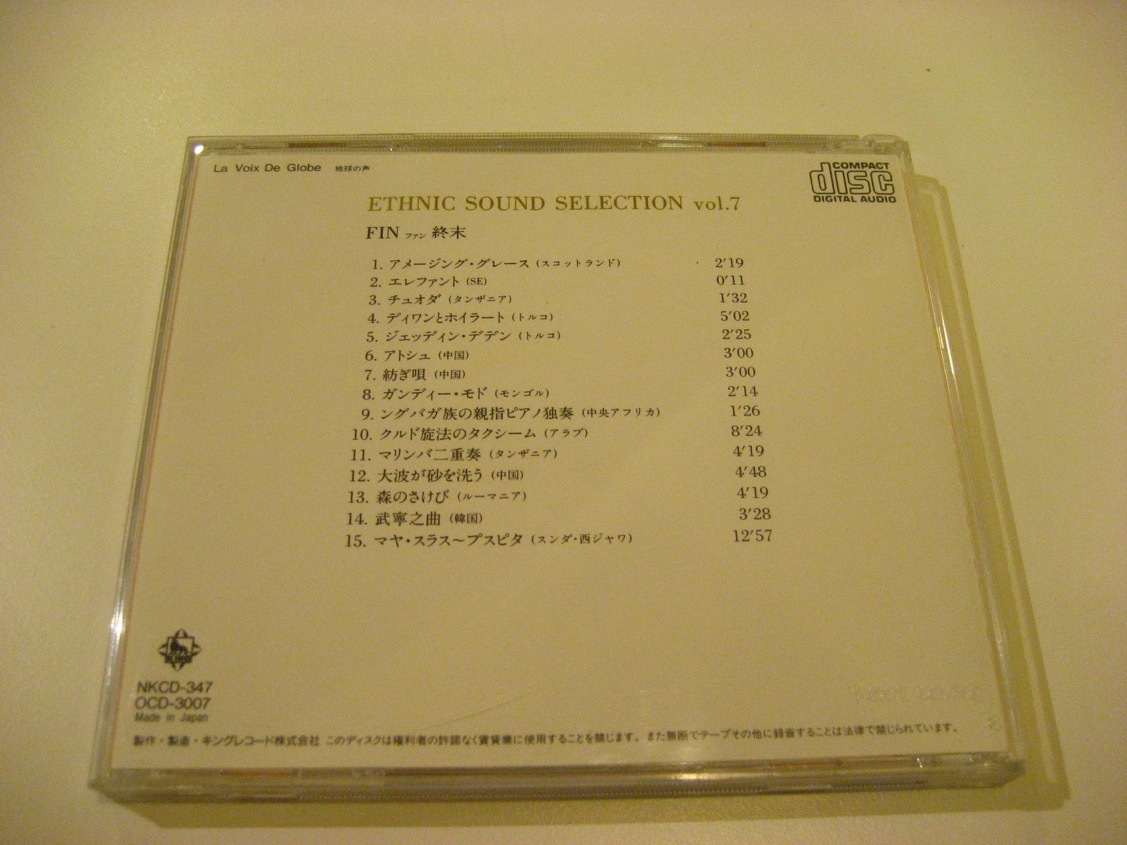 La Voix De Globe 地球の声
COMPACT
disc
DIGITAL AUDIO
ETHNIC SOUND SELECTION vol.7
FIN ファン 終末
1. アメージング・グレース (スコットランド) 2'19
2. エレファント (SE) 0'11
3. チュオダ (タンザニア) 1'32
4. ディワンとホイラート (トルコ) 5'02
5. ジェッディン・デデン (トルコ) 2'25
6. アトシュ (中国) 3'00
7. 紡ぎ唄 (中国) 3'00
8. ガンディー・モド (モンゴル) 2'14
9. ングバガ族の親指ピアノ独奏 (中央アフリカ) 1'26
10. クルド旋法のタクシーム (アラブ) 8'24
11. マリンバ二重奏 (タンザニア) 4'19
12. 大波が砂を洗う (中国) 4'48
13. 森のさけび (ルーマニア) 4'19
14. 武寧之曲 (韓国) 3'28
15. マヤ・スラス〜プスピタ (スンダ・西ジャワ) 12'57
KING
NKCD-347
OCD-3007
Made in Japan
製作・製造・キングレコード株式会社 このディスクは権利者の許諾なく賃貸業に使用することを禁じます。また無断でテープその他に録音することは法律で禁じられています。